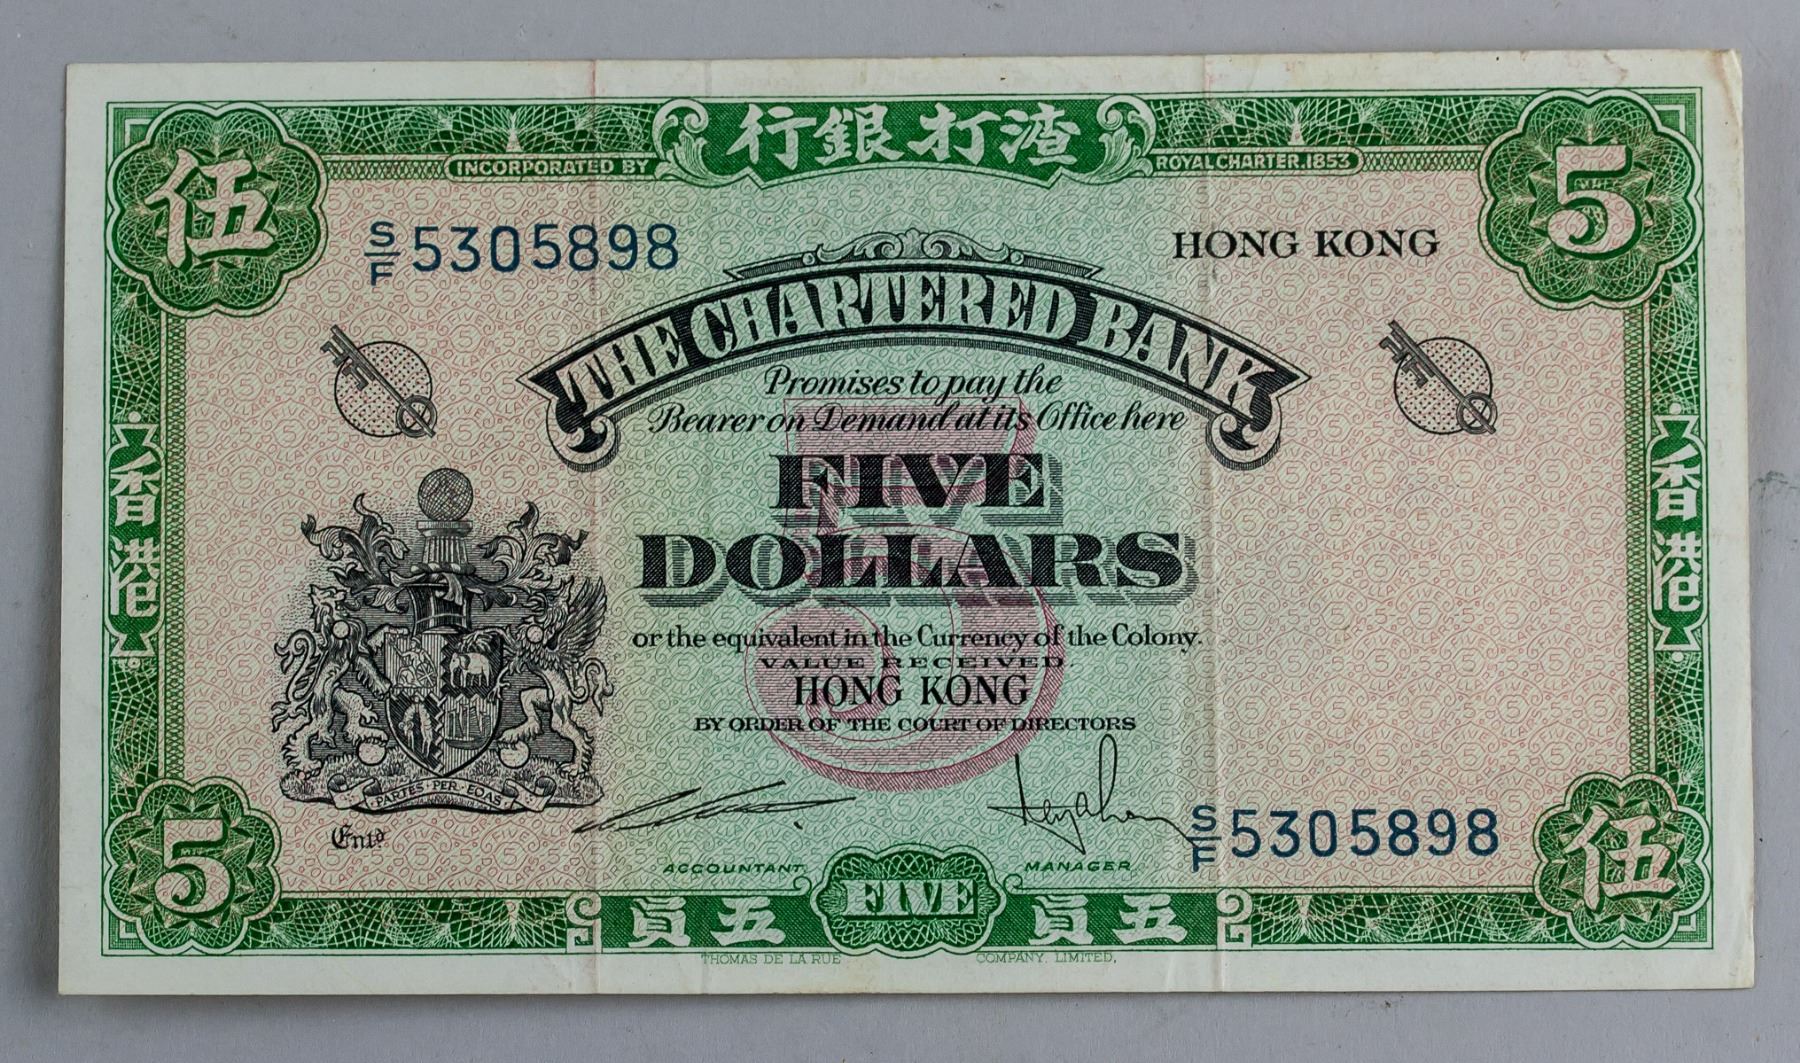 行銀打渣
INCORPORATED BY ROYAL CHARTER.1853
伍 5
S/F 5305898 HONG KONG
THE CHARTERED BANK
Promises to pay the
Bearer on Demand at its Office here
FIVE
DOLLARS
香港 香港
or the equivalent in the Currency of the Colony.
VALUE RECEIVED.
HONG KONG
BY ORDER OF THE COURT OF DIRECTORS
PARTES·PER·EQAS
Entd
S/F 5305898
ACCOUNTANT. MANAGER.
5 伍
員五 FIVE 員五
THOMAS DE LA RUE COMPANY, LIMITED.